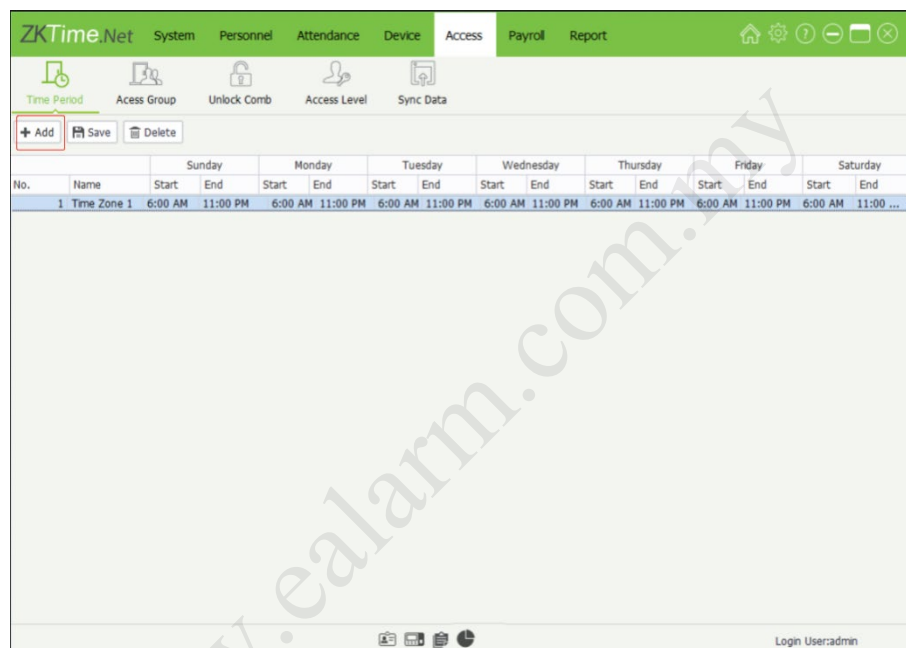 ZKTime.Net System Personnel Attendance Device Access Payroll Report
Time Period Acess Group Unlock Comb Access Level Sync Data
+ Add Save Delete
Sunday Monday Tuesday Wednesday Thursday Friday Saturday
No. Name Start End Start End Start End Start End Start End Start End Start End
1 Time Zone 1 6:00 AM 11:00 PM 6:00 AM 11:00 PM 6:00 AM 11:00 PM 6:00 AM 11:00 PM 6:00 AM 11:00 PM 6:00 AM 11:00 PM 6:00 AM 11:00 ...
.ealarm.com.my
Login User:admin